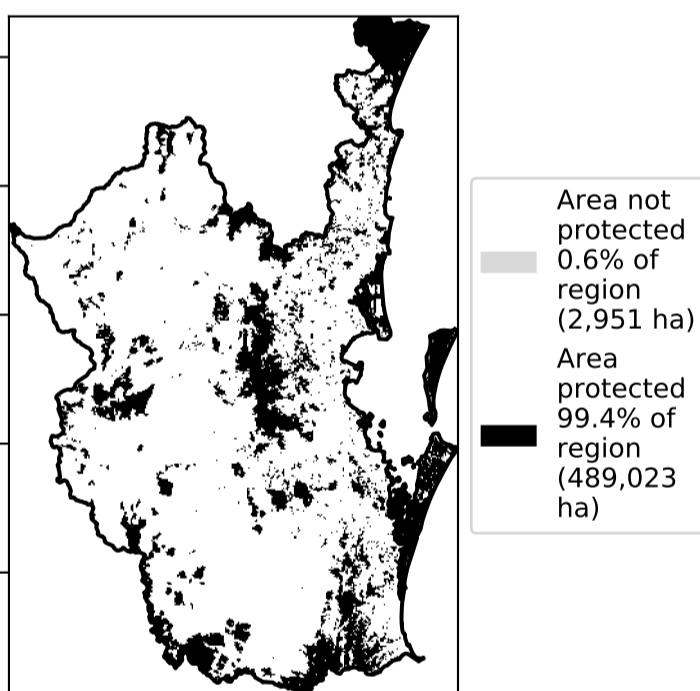 Area not
protected
0.6% of
region
(2,951 ha)
Area
protected
99.4% of
region
(489,023
ha)